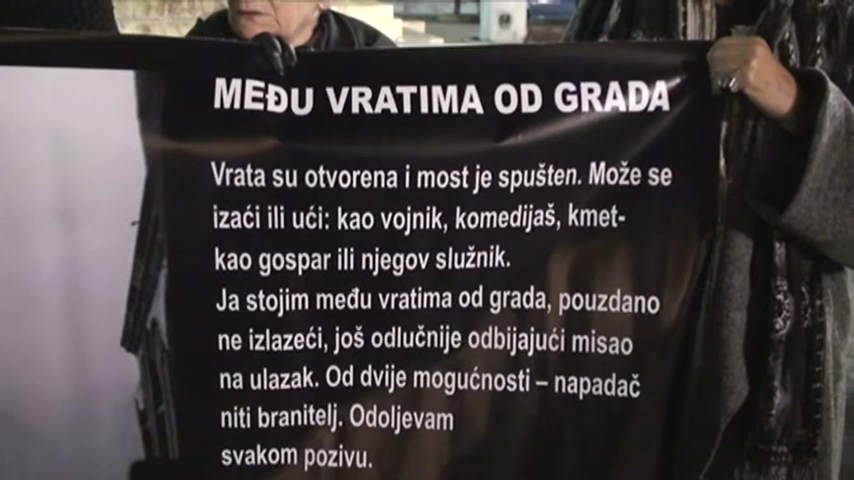 MEĐU VRATIMA OD GRADA
Vrata su otvorena i most je spušten. Može se
izaći ili ući: kao vojnik, komedijaš, kmet-
kao gospar ili njegov služnik.
Ja stojim među vratima od grada, pouzdano
ne izlazeći, još odlučnije odbijajući misao
na ulazak. Od dvije mogućnosti – napadač
niti branitelj. Odoljevam
svakom pozivu.